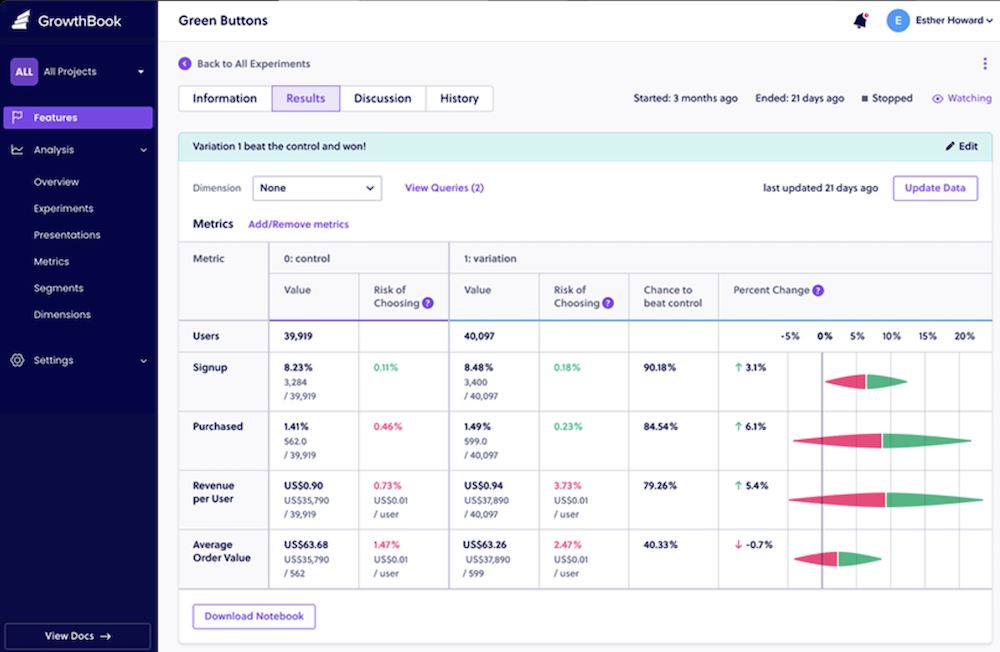 GrowthBook
Green Buttons
E
Esther Howard
ALL
All Projects
Features
Analysis
Overview
Experiments
Presentations
Metrics
Segments
Dimensions
Settings
View Docs →
Back to All Experiments
Information Results Discussion History
Started: 3 months ago Ended: 21 days ago Stopped Watching
Variation 1 beat the control and won!
Edit
Dimension None View Queries (2)
last updated 21 days ago Update Data
Metrics Add/Remove metrics
Metric 0: control 1: variation
Value Risk of Choosing ? Value Risk of Choosing ? Chance to beat control Percent Change ?
Users 39,919 40,097 -5% 0% 5% 10% 15% 20%
Signup 8.23% 0.11% 8.48% 0.18% 90.18% ↑ 3.1%
3,284 3,400
/ 39,919 / 40,097
Purchased 1.41% 0.46% 1.49% 0.23% 84.54% ↑ 6.1%
562.0 599.0
/ 39,919 / 40,097
Revenue US$0.90 0.73% US$0.94 3.73% 79.26% ↑ 5.4%
per User US$35,790 US$0.01 US$37,890 US$0.01
/ 39,919 / user / 40,097 / user
Average US$63.68 1.47% US$63.26 2.47% 40.33% ↓ -0.7%
Order Value US$35,790 US$0.01 US$37,890 US$0.01
/ 562 / user / 599 / user
Download Notebook